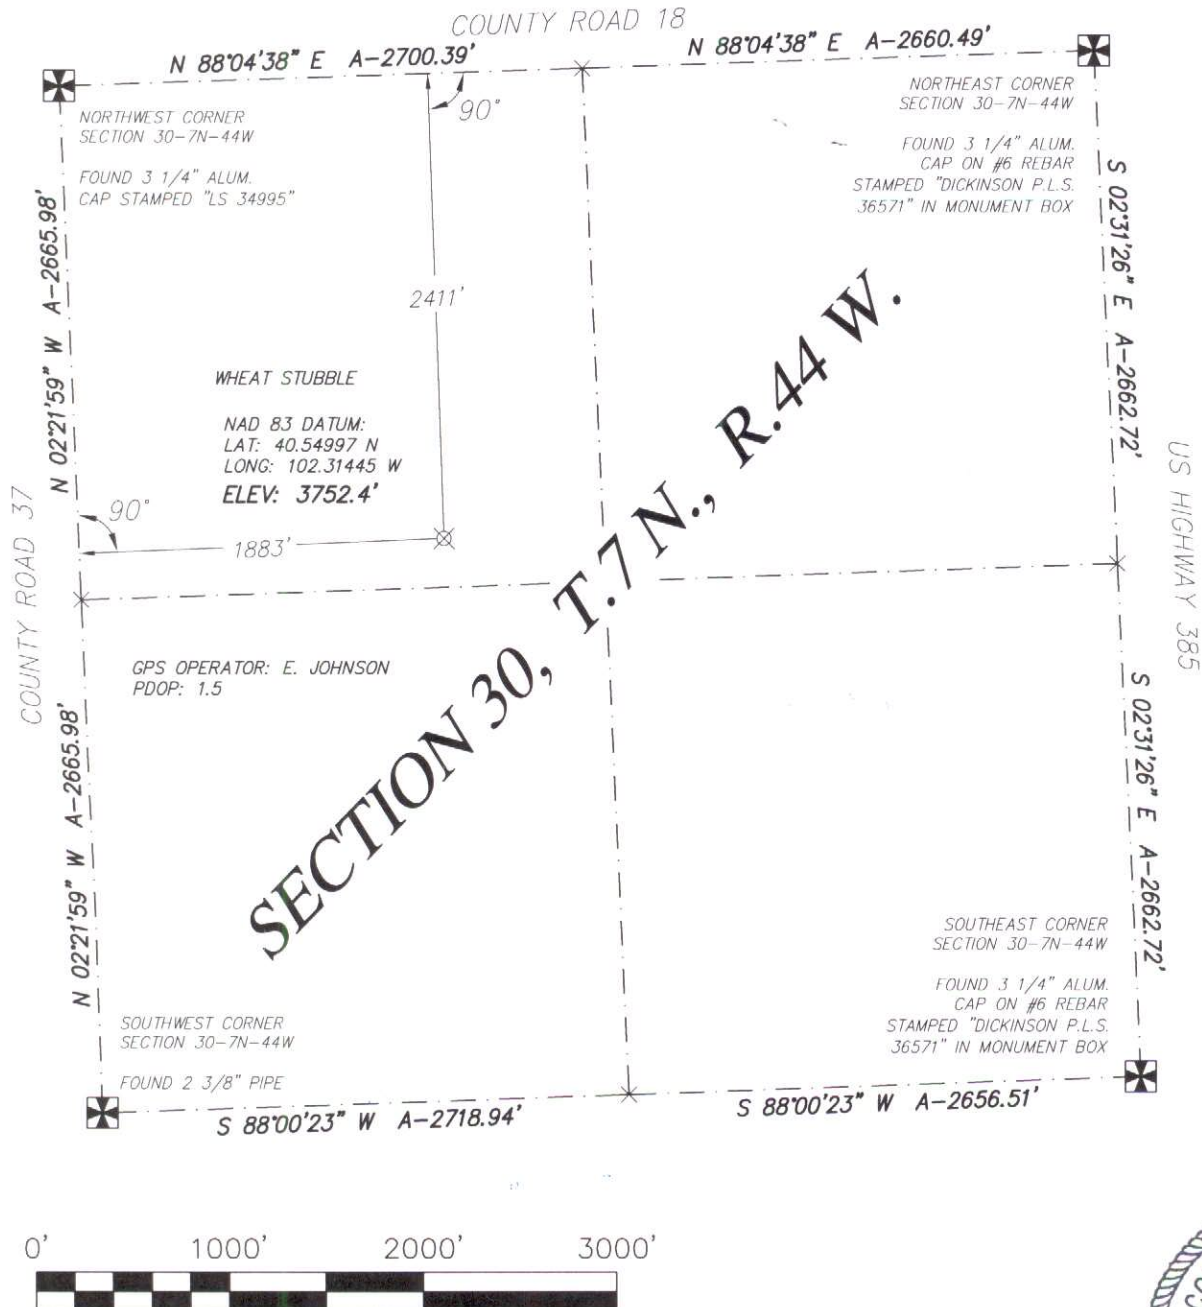 COUNTY ROAD 18
N 88°04'38" E A-2700.39'
N 88°04'38" E A-2660.49'
90°
NORTHWEST CORNER
SECTION 30-7N-44W
FOUND 3 1/4" ALUM.
CAP STAMPED "LS 34995"
NORTHEAST CORNER
SECTION 30-7N-44W
FOUND 3 1/4" ALUM.
CAP ON #6 REBAR
STAMPED "DICKINSON P.L.S.
36571" IN MONUMENT BOX
N 02°21'59" W A-2665.98'
S 02°31'26" E A-2662.72'
2411'
WHEAT STUBBLE
NAD 83 DATUM:
LAT: 40.54997 N
LONG: 102.31445 W
ELEV: 3752.4'
90°
1883'
COUNTY ROAD 37
US HIGHWAY 385
SECTION 30, T.7 N., R.44 W.
GPS OPERATOR: E. JOHNSON
PDOP: 1.5
N 02°21'59" W A-2665.98'
S 02°31'26" E A-2662.72'
SOUTHWEST CORNER
SECTION 30-7N-44W
FOUND 2 3/8" PIPE
SOUTHEAST CORNER
SECTION 30-7N-44W
FOUND 3 1/4" ALUM.
CAP ON #6 REBAR
STAMPED "DICKINSON P.L.S.
36571" IN MONUMENT BOX
S 88°00'23" W A-2718.94'
S 88°00'23" W A-2656.51'
0' 1000' 2000' 3000'